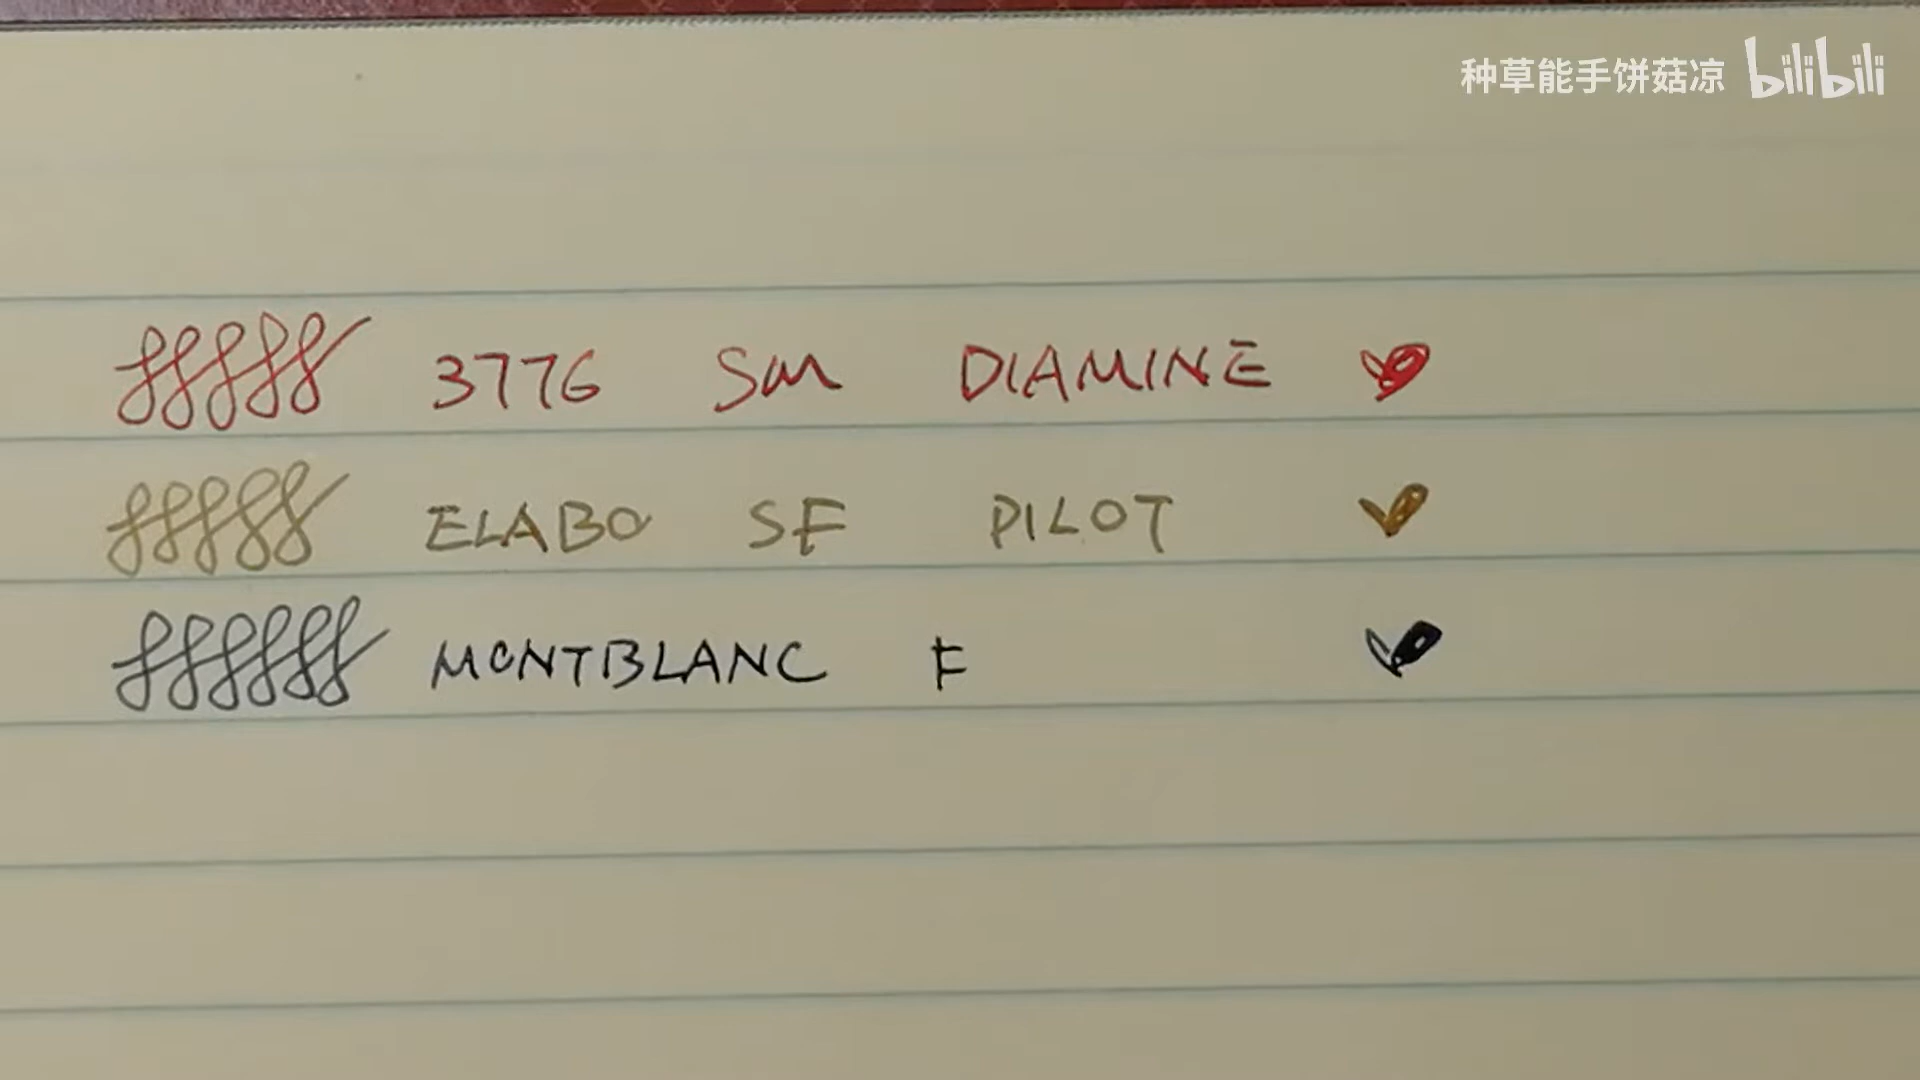 种草能手饼菇凉 bilibili
3776 SM DIAMINE
ELABO SF PILOT
MONTBLANC F